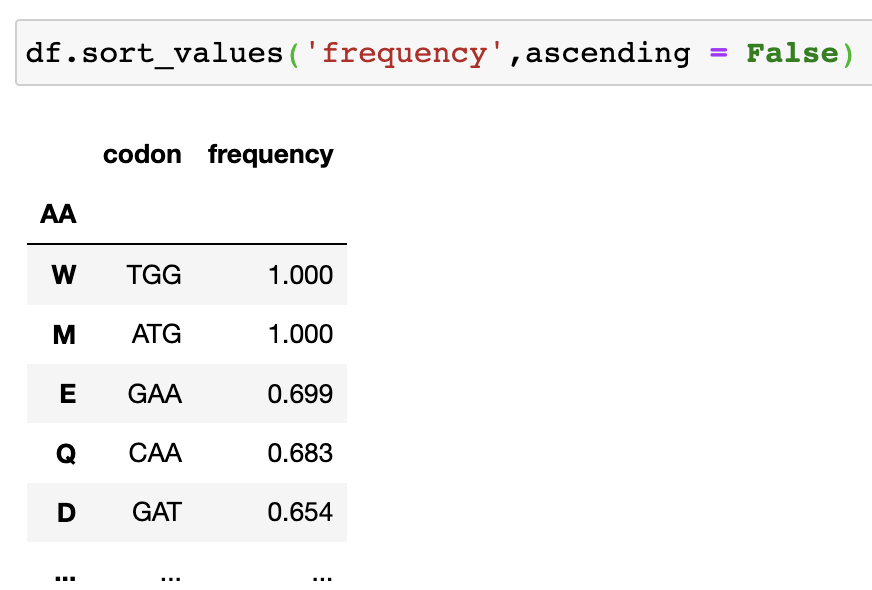 df.sort_values('frequency',ascending = False)
codon frequency
AA
W TGG 1.000
M ATG 1.000
E GAA 0.699
Q CAA 0.683
D GAT 0.654
... ... ...